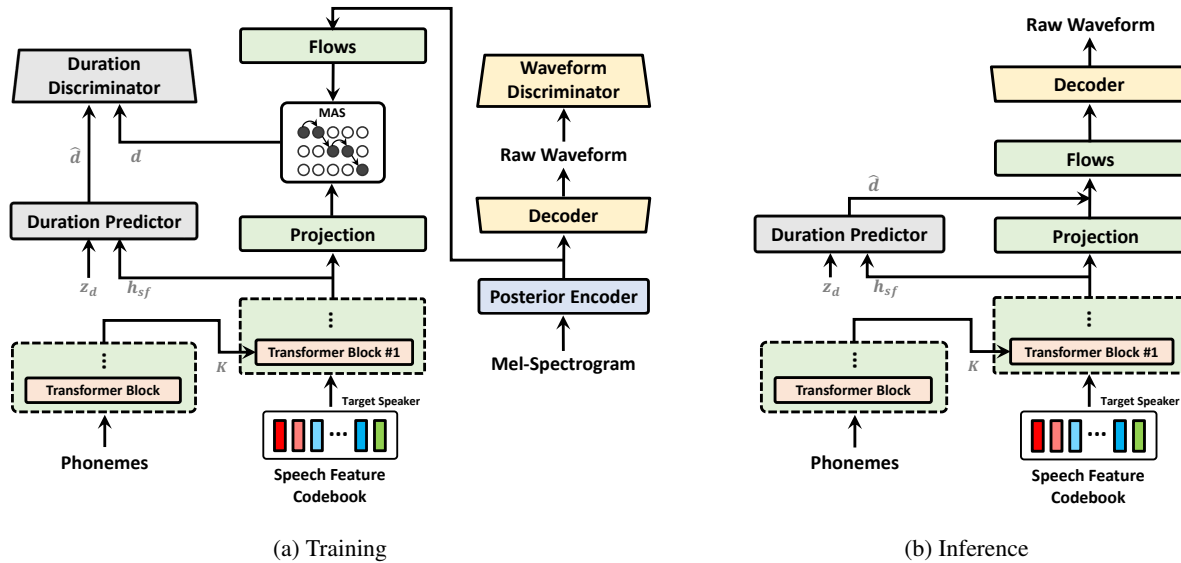 Flows
Duration
Discriminator
MAS
d̂
d
Duration Predictor
Projection
z_d
h_sf
⋮
Transformer Block #1
K
⋮
Transformer Block
Target Speaker
...
Phonemes
Speech Feature
Codebook
Waveform
Discriminator
Raw Waveform
Decoder
Posterior Encoder
Mel-Spectrogram
(a) Training
Raw Waveform
Decoder
Flows
d̂
Duration Predictor
Projection
z_d
h_sf
⋮
Transformer Block #1
K
⋮
Transformer Block
Target Speaker
...
Phonemes
Speech Feature
Codebook
(b) Inference